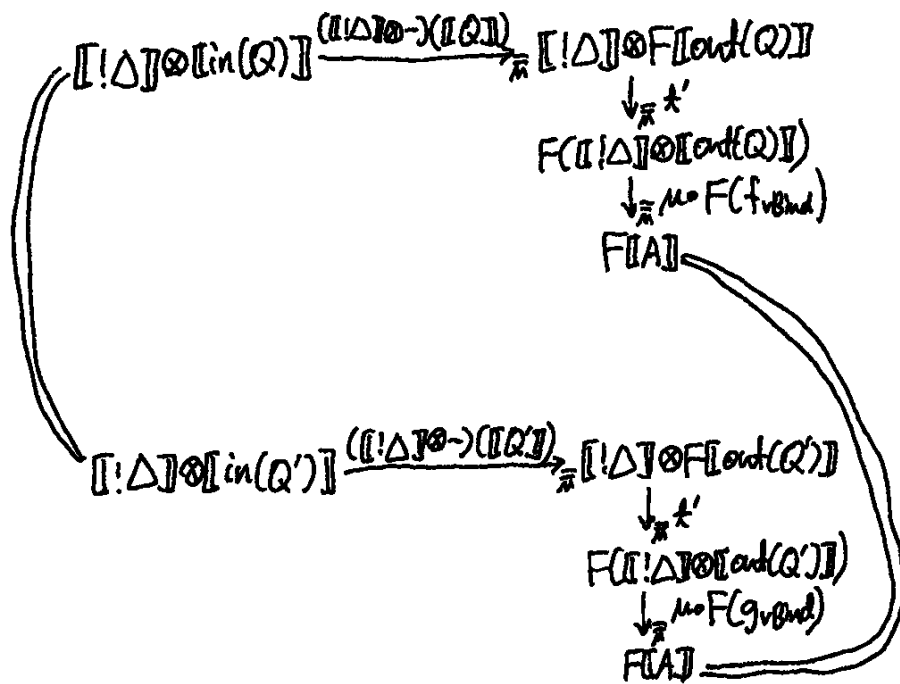 ⟦!Δ⟧⊗⟦in(Q)⟧ (⟦!Δ⟧⊗-)(⟦Q⟧) ⟦!Δ⟧⊗F⟦out(Q)⟧
t'
F(⟦!Δ⟧⊗⟦out(Q)⟧)
μ∘F(f_vBind)
F⟦A⟧
⟦!Δ⟧⊗⟦in(Q')⟧ (⟦!Δ⟧⊗-)(⟦Q'⟧) ⟦!Δ⟧⊗F⟦out(Q')⟧
t'
F(⟦!Δ⟧⊗⟦out(Q')⟧)
μ∘F(g_vBind)
F⟦A⟧